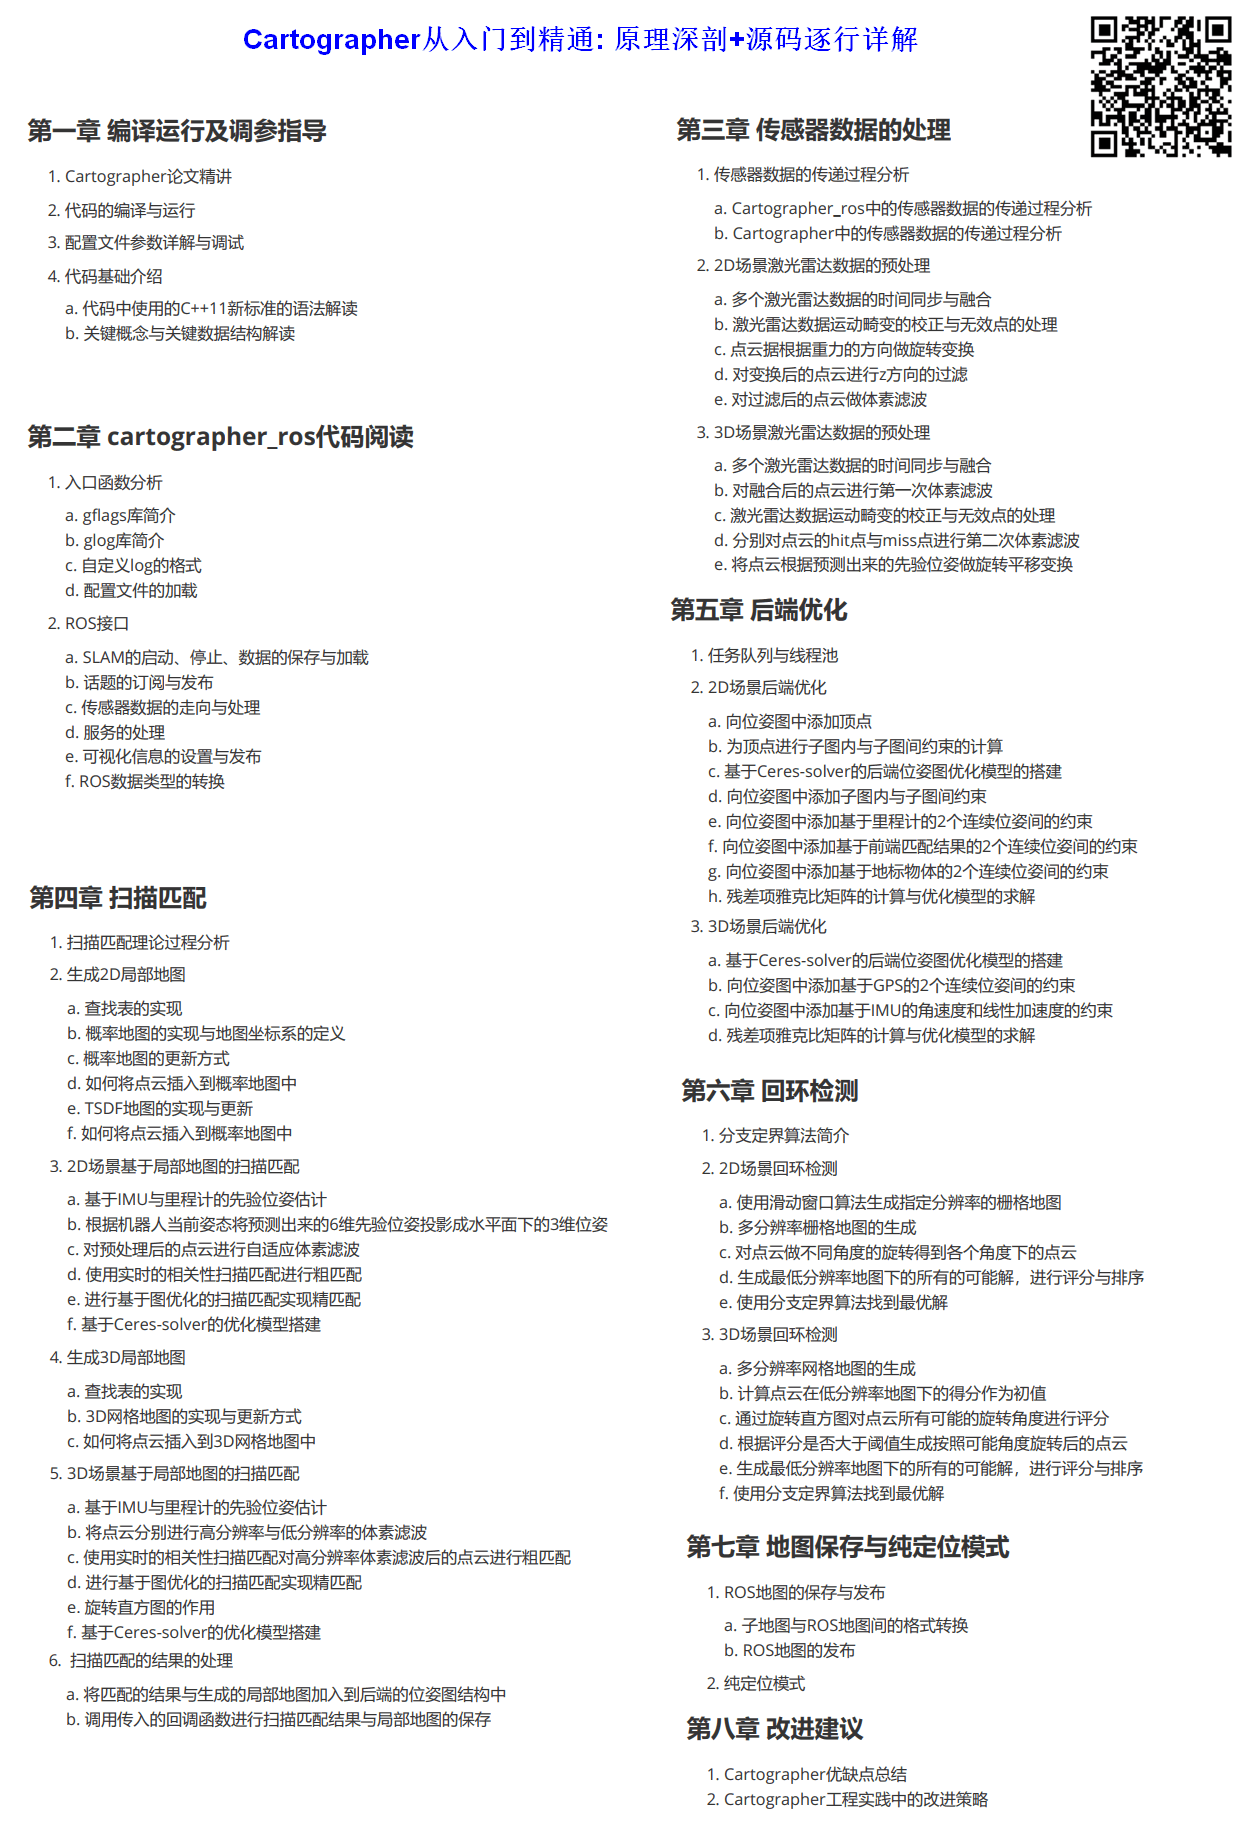 Cartographer从入门到精通: 原理深剖+源码逐行详解
第一章 编译运行及调参指导
1. Cartographer论文精讲
2. 代码的编译与运行
3. 配置文件参数详解与调试
4. 代码基础介绍
a. 代码中使用的C++11新标准的语法解读
b. 关键概念与关键数据结构解读
第二章 cartographer_ros代码阅读
1. 入口函数分析
a. gflags库简介
b. glog库简介
c. 自定义log的格式
d. 配置文件的加载
2. ROS接口
a. SLAM的启动、停止、数据的保存与加载
b. 话题的订阅与发布
c. 传感器数据的走向与处理
d. 服务的处理
e. 可视化信息的设置与发布
f. ROS数据类型的转换
第三章 传感器数据的处理
1. 传感器数据的传递过程分析
a. Cartographer_ros中的传感器数据的传递过程分析
b. Cartographer中的传感器数据的传递过程分析
2. 2D场景激光雷达数据的预处理
a. 多个激光雷达数据的时间同步与融合
b. 激光雷达数据运动畸变的校正与无效点的处理
c. 点云据根据重力的方向做旋转变换
d. 对变换后的点云进行z方向的过滤
e. 对过滤后的点云做体素滤波
3. 3D场景激光雷达数据的预处理
a. 多个激光雷达数据的时间同步与融合
b. 对融合后的点云进行第一次体素滤波
c. 激光雷达数据运动畸变的校正与无效点的处理
d. 分别对点云的hit点与miss点进行第二次体素滤波
e. 将点云根据预测出来的先验位姿做旋转平移变换
第四章 扫描匹配
1. 扫描匹配理论过程分析
2. 生成2D局部地图
a. 查找表的实现
b. 概率地图的实现与地图坐标系的定义
c. 概率地图的更新方式
d. 如何将点云插入到概率地图中
e. TSDF地图的实现与更新
f. 如何将点云插入到概率地图中
3. 2D场景基于局部地图的扫描匹配
a. 基于IMU与里程计的先验位姿估计
b. 根据机器人当前姿态将预测出来的6维先验位姿投影成水平面下的3维位姿
c. 对预处理后的点云进行自适应体素滤波
d. 使用实时的相关性扫描匹配进行粗匹配
e. 进行基于图优化的扫描匹配实现精匹配
f. 基于Ceres-solver的优化模型搭建
4. 生成3D局部地图
a. 查找表的实现
b. 3D网格地图的实现与更新方式
c. 如何将点云插入到3D网格地图中
5. 3D场景基于局部地图的扫描匹配
a. 基于IMU与里程计的先验位姿估计
b. 将点云分别进行高分辨率与低分辨率的体素滤波
c. 使用实时的相关性扫描匹配对高分辨率体素滤波后的点云进行粗匹配
d. 进行基于图优化的扫描匹配实现精匹配
e. 旋转直方图的作用
f. 基于Ceres-solver的优化模型搭建
6. 扫描匹配的结果的处理
a. 将匹配的结果与生成的局部地图加入到后端的位姿图结构中
b. 调用传入的回调函数进行扫描匹配结果与局部地图的保存
第五章 后端优化
1. 任务队列与线程池
2. 2D场景后端优化
a. 向位姿图中添加顶点
b. 为顶点进行子图内与子图间约束的计算
c. 基于Ceres-solver的后端位姿图优化模型的搭建
d. 向位姿图中添加子图内与子图间约束
e. 向位姿图中添加基于里程计的2个连续位姿间的约束
f. 向位姿图中添加基于前端匹配结果的2个连续位姿间的约束
g. 向位姿图中添加基于地标物体的2个连续位姿间的约束
h. 残差项雅克比矩阵的计算与优化模型的求解
3. 3D场景后端优化
a. 基于Ceres-solver的后端位姿图优化模型的搭建
b. 向位姿图中添加基于GPS的2个连续位姿间的约束
c. 向位姿图中添加基于IMU的角速度和线性加速度的约束
d. 残差项雅克比矩阵的计算与优化模型的求解
第六章 回环检测
1. 分支定界算法简介
2. 2D场景回环检测
a. 使用滑动窗口算法生成指定分辨率的栅格地图
b. 多分辨率栅格地图的生成
c. 对点云做不同角度的旋转得到各个角度下的点云
d. 生成最低分辨率地图下的所有的可能解，进行评分与排序
e. 使用分支定界算法找到最优解
3. 3D场景回环检测
a. 多分辨率网格地图的生成
b. 计算点云在低分辨率地图下的得分作为初值
c. 通过旋转直方图对点云所有可能的旋转角度进行评分
d. 根据评分是否大于阈值生成按照可能角度旋转后的点云
e. 生成最低分辨率地图下的所有的可能解，进行评分与排序
f. 使用分支定界算法找到最优解
第七章 地图保存与纯定位模式
1. ROS地图的保存与发布
a. 子地图与ROS地图间的格式转换
b. ROS地图的发布
2. 纯定位模式
第八章 改进建议
1. Cartographer优缺点总结
2. Cartographer工程实践中的改进策略